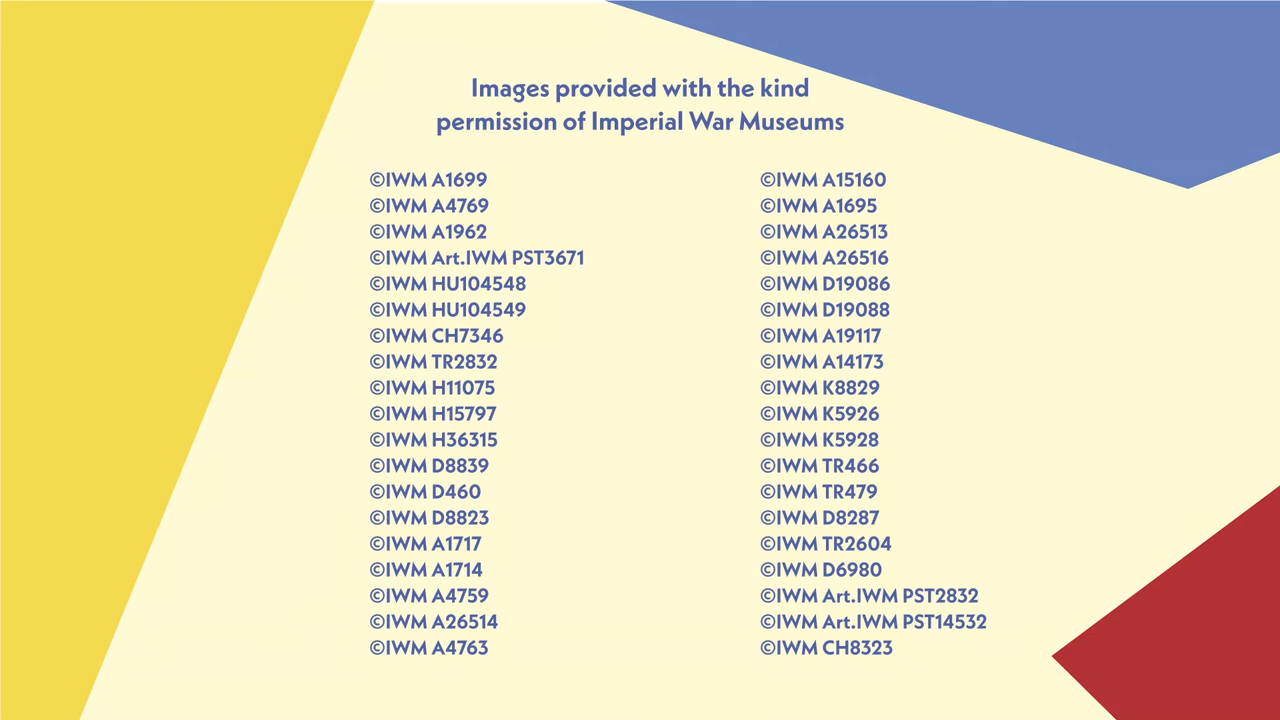 Images provided with the kind
permission of Imperial War Museums
©IWM A1699
©IWM A4769
©IWM A1962
©IWM Art.IWM PST3671
©IWM HU104548
©IWM HU104549
©IWM CH7346
©IWM TR2832
©IWM H11075
©IWM H15797
©IWM H36315
©IWM D8839
©IWM D460
©IWM D8823
©IWM A1717
©IWM A1714
©IWM A4759
©IWM A26514
©IWM A4763
©IWM A15160
©IWM A1695
©IWM A26513
©IWM A26516
©IWM D19086
©IWM D19088
©IWM A19117
©IWM A14173
©IWM K8829
©IWM K5926
©IWM K5928
©IWM TR466
©IWM TR479
©IWM D8287
©IWM TR2604
©IWM D6980
©IWM Art.IWM PST2832
©IWM Art.IWM PST14532
©IWM CH8323